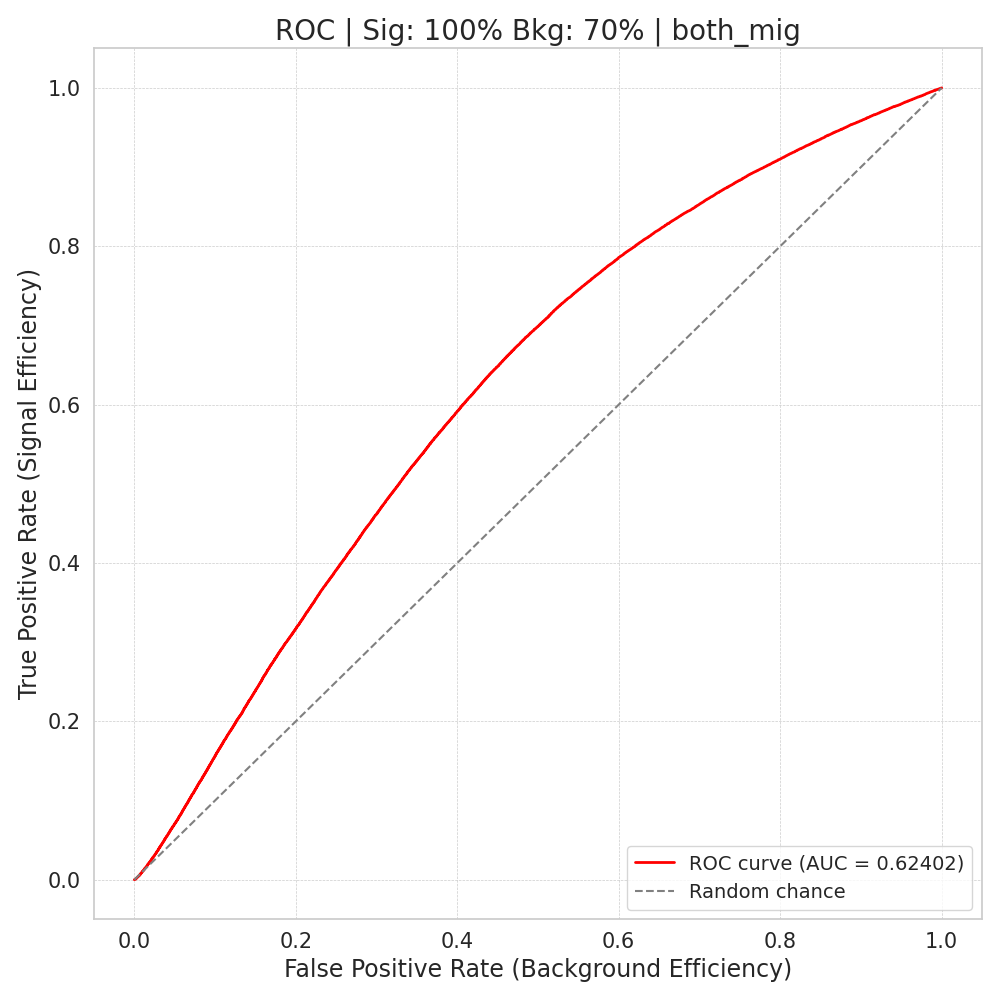 ROC | Sig: 100% Bkg: 70% | both_mig
True Positive Rate (Signal Efficiency)
1.0
0.8
0.6
0.4
0.2
0.0
ROC curve (AUC = 0.62402)
Random chance
0.0 0.2 0.4 0.6 0.8 1.0
False Positive Rate (Background Efficiency)